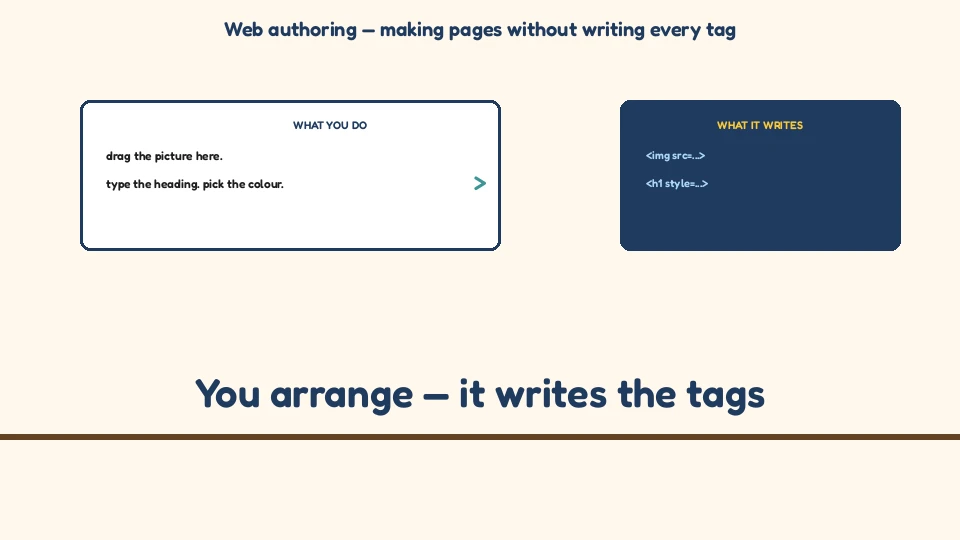 Web authoring — making pages without writing every tag
WHAT YOU DO
drag the picture here.
type the heading. pick the colour.
>
WHAT IT WRITES
<img src=...>
<h1 style=...>
You arrange — it writes the tags